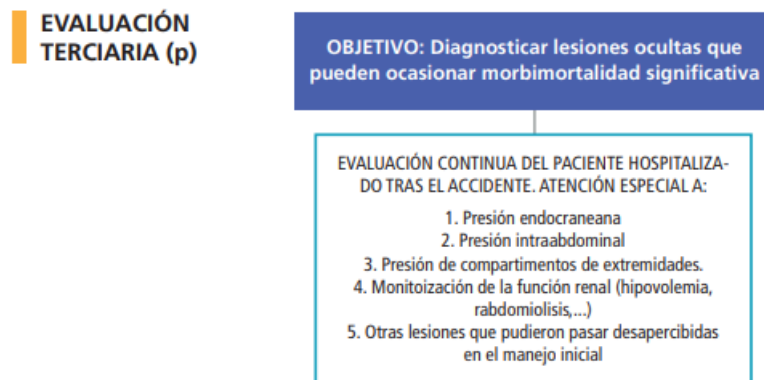 EVALUACIÓN
TERCIARIA (p)
OBJETIVO: Diagnosticar lesiones ocultas que
pueden ocasionar morbimortalidad significativa
EVALUACIÓN CONTINUA DEL PACIENTE HOSPITALIZA-
DO TRAS EL ACCIDENTE. ATENCIÓN ESPECIAL A:
1. Presión endocraneana
2. Presión intraabdominal
3. Presión de compartimentos de extremidades.
4. Monitoización de la función renal (hipovolemia,
rabdomiolisis,...)
5. Otras lesiones que pudieron pasar desapercibidas
en el manejo inicial